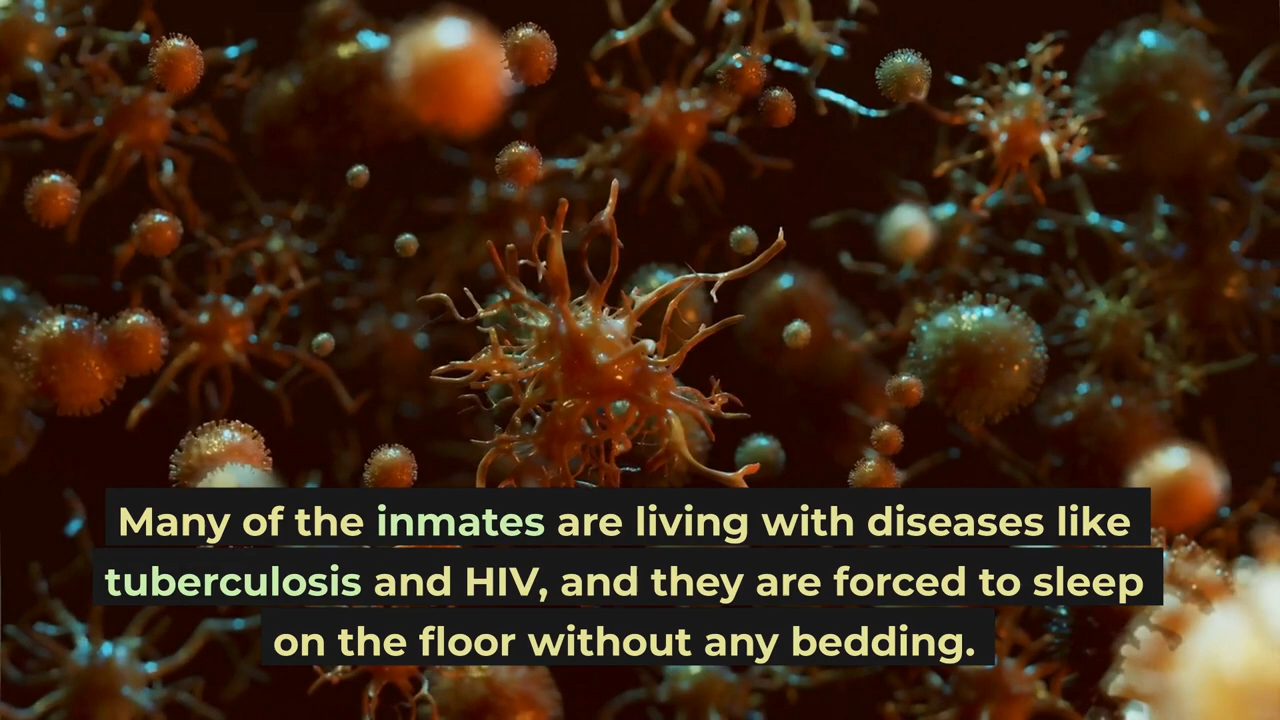 Many of the inmates are living with diseases like
tuberculosis and HIV, and they are forced to sleep
on the floor without any bedding.